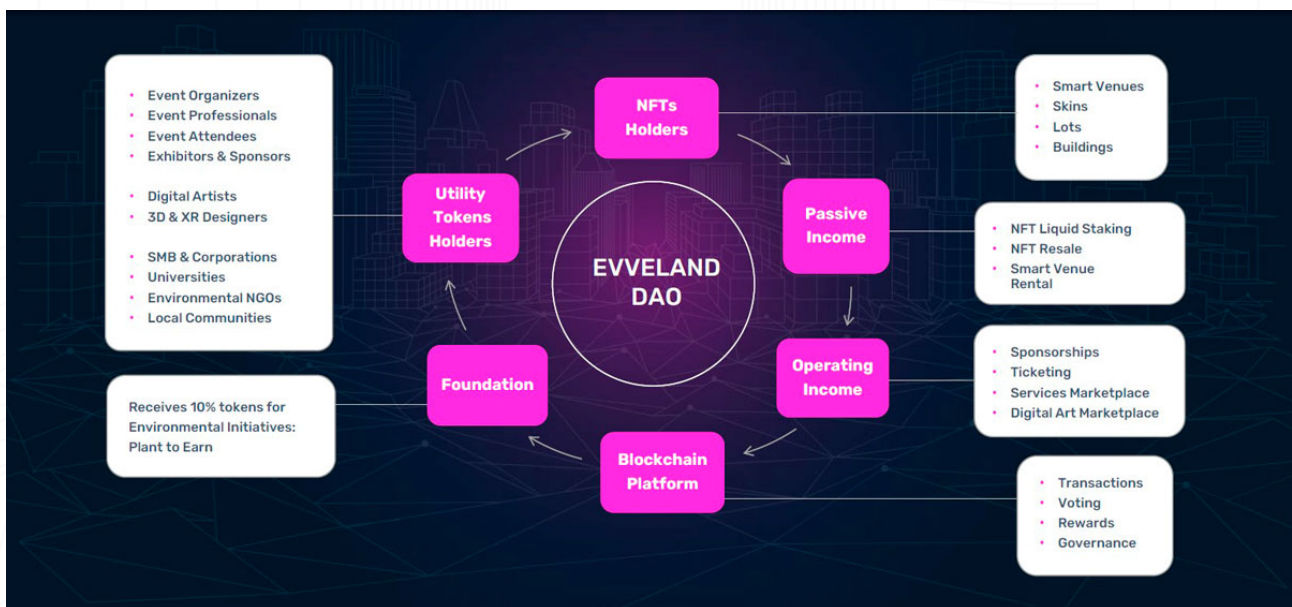 • Event Organizers
• Event Professionals
• Event Attendees
• Exhibitors & Sponsors
• Digital Artists
• 3D & XR Designers
• SMB & Corporations
• Universities
• Environmental NGOs
• Local Communities
Receives 10% tokens for
Environmental Initiatives:
Plant to Earn
Utility
Tokens
Holders
Foundation
NFTs
Holders
EVVELAND
DAO
Blockchain
Platform
Passive
Income
Operating
Income
• Smart Venues
• Skins
• Lots
• Buildings
• NFT Liquid Staking
• NFT Resale
• Smart Venue
Rental
• Sponsorships
• Ticketing
• Services Marketplace
• Digital Art Marketplace
• Transactions
• Voting
• Rewards
• Governance